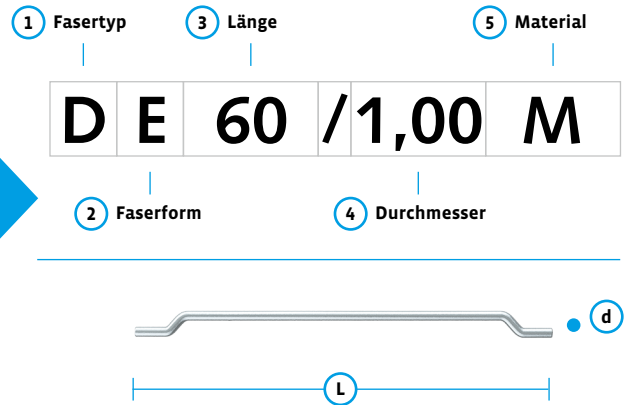 1 Fasertyp 3 Länge 5 Material
D E 60 / 1,00 M
2 Faserform 4 Durchmesser
d
L